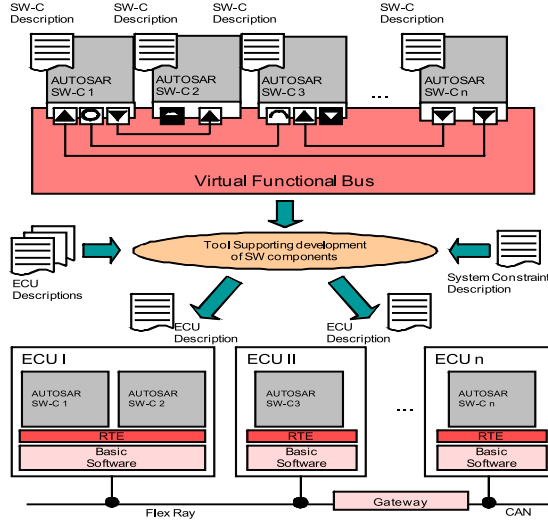 SW-C
Description
SW-C
Description
SW-C
Description
SW-C
Description
AUTOSAR
SW-C 1
AUTOSAR
SW-C 2
AUTOSAR
SW-C 3
...
AUTOSAR
SW-C n
Virtual Functional Bus
Tool Supporting development
of SW components
ECU
Descriptions
System Constraint
Description
ECU
Description
ECU
Description
ECU I
ECU II
ECU n
AUTOSAR
SW-C 1
AUTOSAR
SW-C 2
AUTOSAR
SW-C3
...
AUTOSAR
SW-C n
RTE
RTE
RTE
Basic
Software
Basic
Software
Basic
Software
Gateway
Flex Ray
CAN